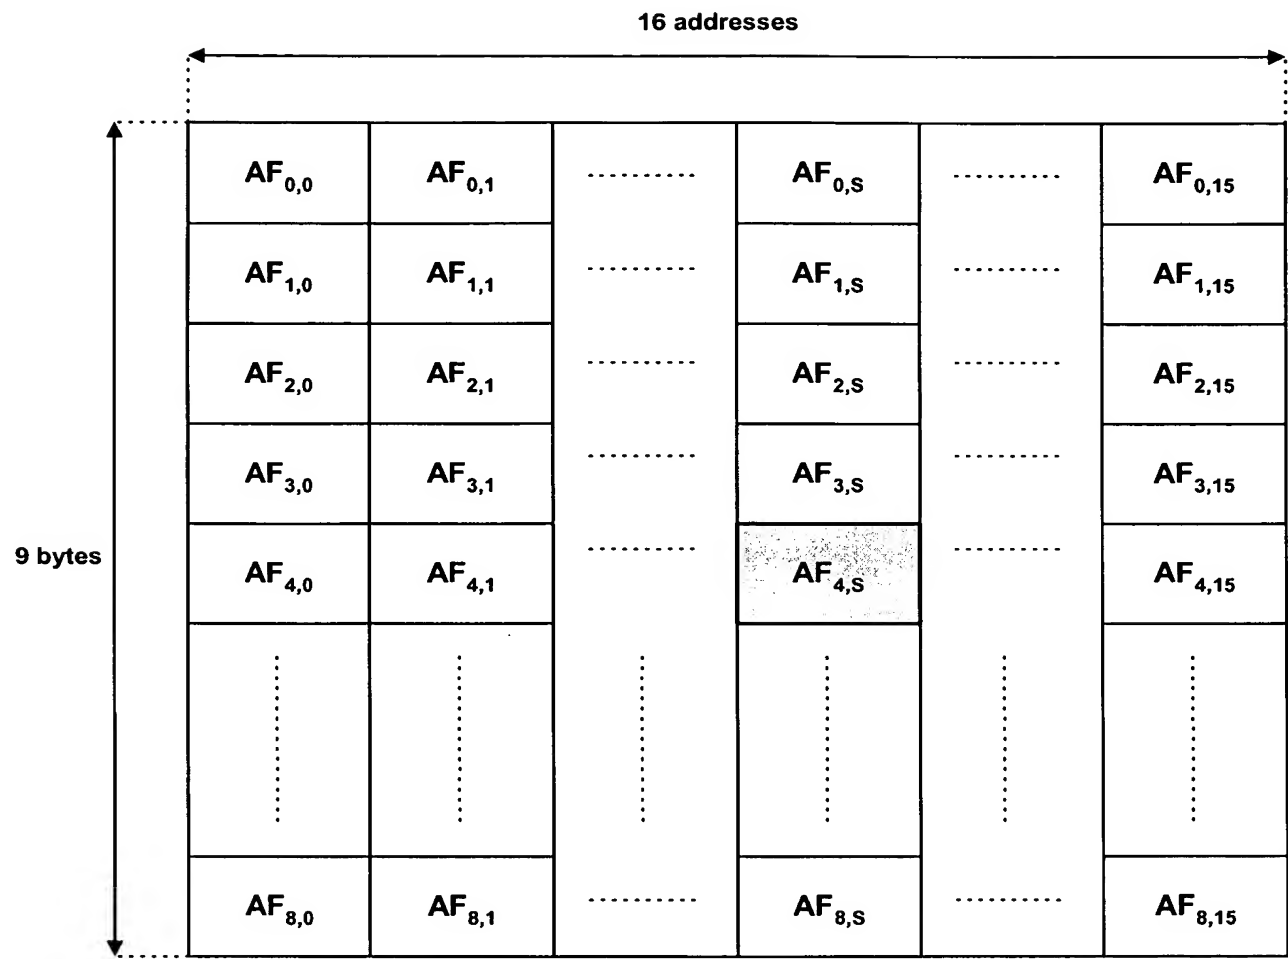 16 addresses
AF0,0 AF0,1 .......... AF0,S .......... AF0,15
AF1,0 AF1,1 .......... AF1,S .......... AF1,15
AF2,0 AF2,1 .......... AF2,S .......... AF2,15
AF3,0 AF3,1 .......... AF3,S .......... AF3,15
9 bytes
AF4,0 AF4,1 .......... AF4,S .......... AF4,15
AF8,0 AF8,1 .......... AF8,S .......... AF8,15